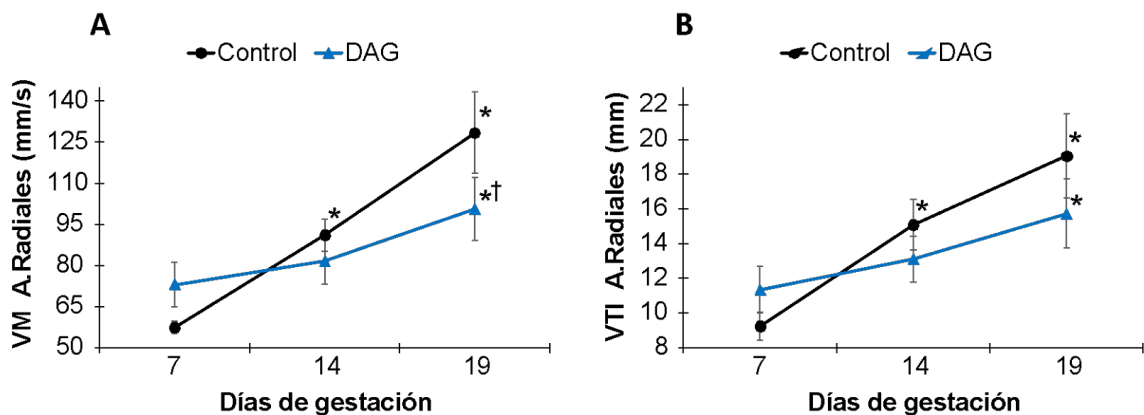 A
Control DAG
VM A.Radiales (mm/s)
140
125
110
95
80
65
50
*
*
*†
7 14 19
Días de gestación
B
Control DAG
VTI A.Radiales (mm)
22
20
18
16
14
12
10
8
*
*
*
7 14 19
Días de gestación